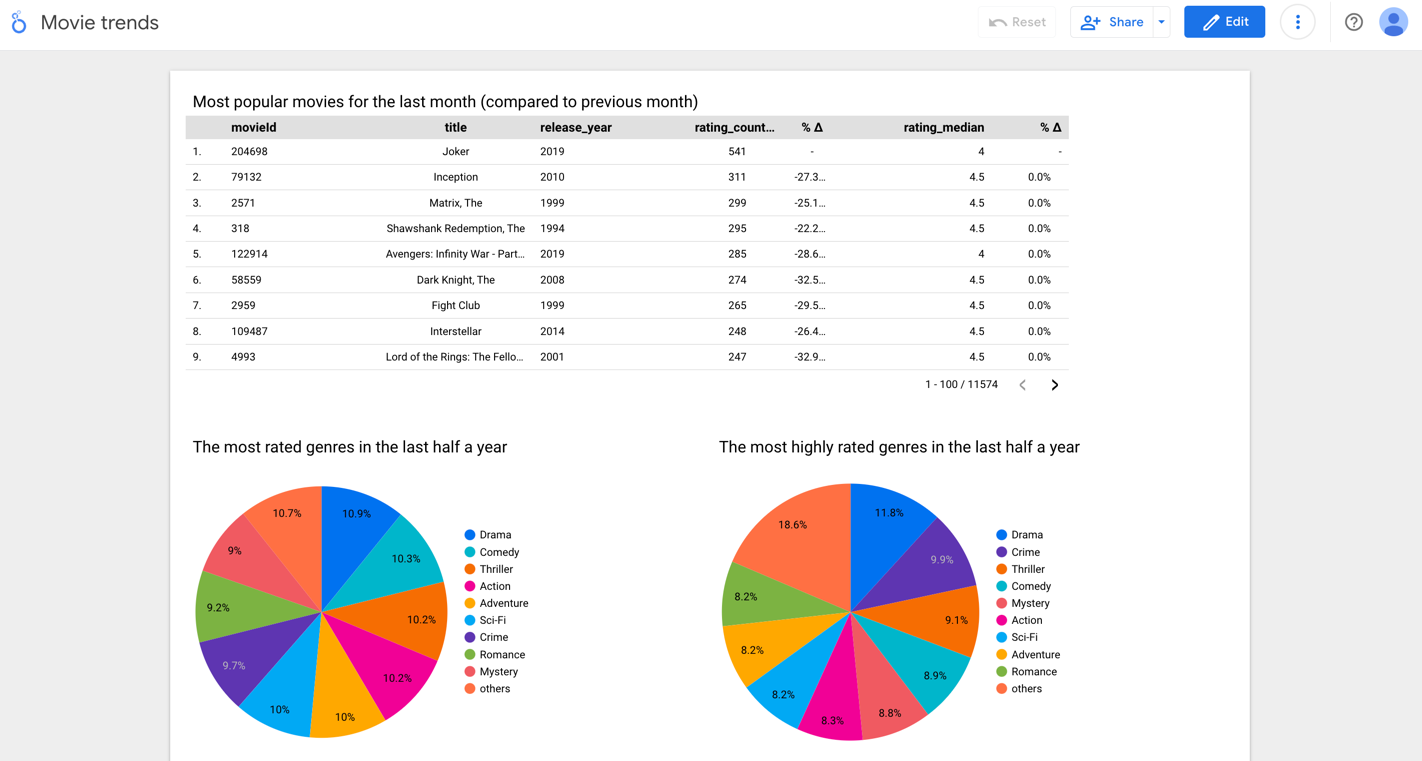 Movie trends
Reset
Share
Edit
Most popular movies for the last month (compared to previous month)
movieId title release_year rating_count... % Δ rating_median % Δ
1. 204698 Joker 2019 541 - 4 -
2. 79132 Inception 2010 311 -27.3... 4.5 0.0%
3. 2571 Matrix, The 1999 299 -25.1... 4.5 0.0%
4. 318 Shawshank Redemption, The 1994 295 -22.2... 4.5 0.0%
5. 122914 Avengers: Infinity War - Part... 2019 285 -28.6... 4 0.0%
6. 58559 Dark Knight, The 2008 274 -32.5... 4.5 0.0%
7. 2959 Fight Club 1999 265 -29.5... 4.5 0.0%
8. 109487 Interstellar 2014 248 -26.4... 4.5 0.0%
9. 4993 Lord of the Rings: The Fello... 2001 247 -32.9... 4.5 0.0%
1 - 100 / 11574
The most rated genres in the last half a year
10.9%
10.3%
10.2%
10.2%
10%
10%
9.7%
9.2%
9%
10.7%
Drama
Comedy
Thriller
Action
Adventure
Sci-Fi
Crime
Romance
Mystery
others
The most highly rated genres in the last half a year
11.8%
9.9%
9.1%
8.9%
8.8%
8.3%
8.2%
8.2%
8.2%
18.6%
Drama
Crime
Thriller
Comedy
Mystery
Action
Sci-Fi
Adventure
Romance
others